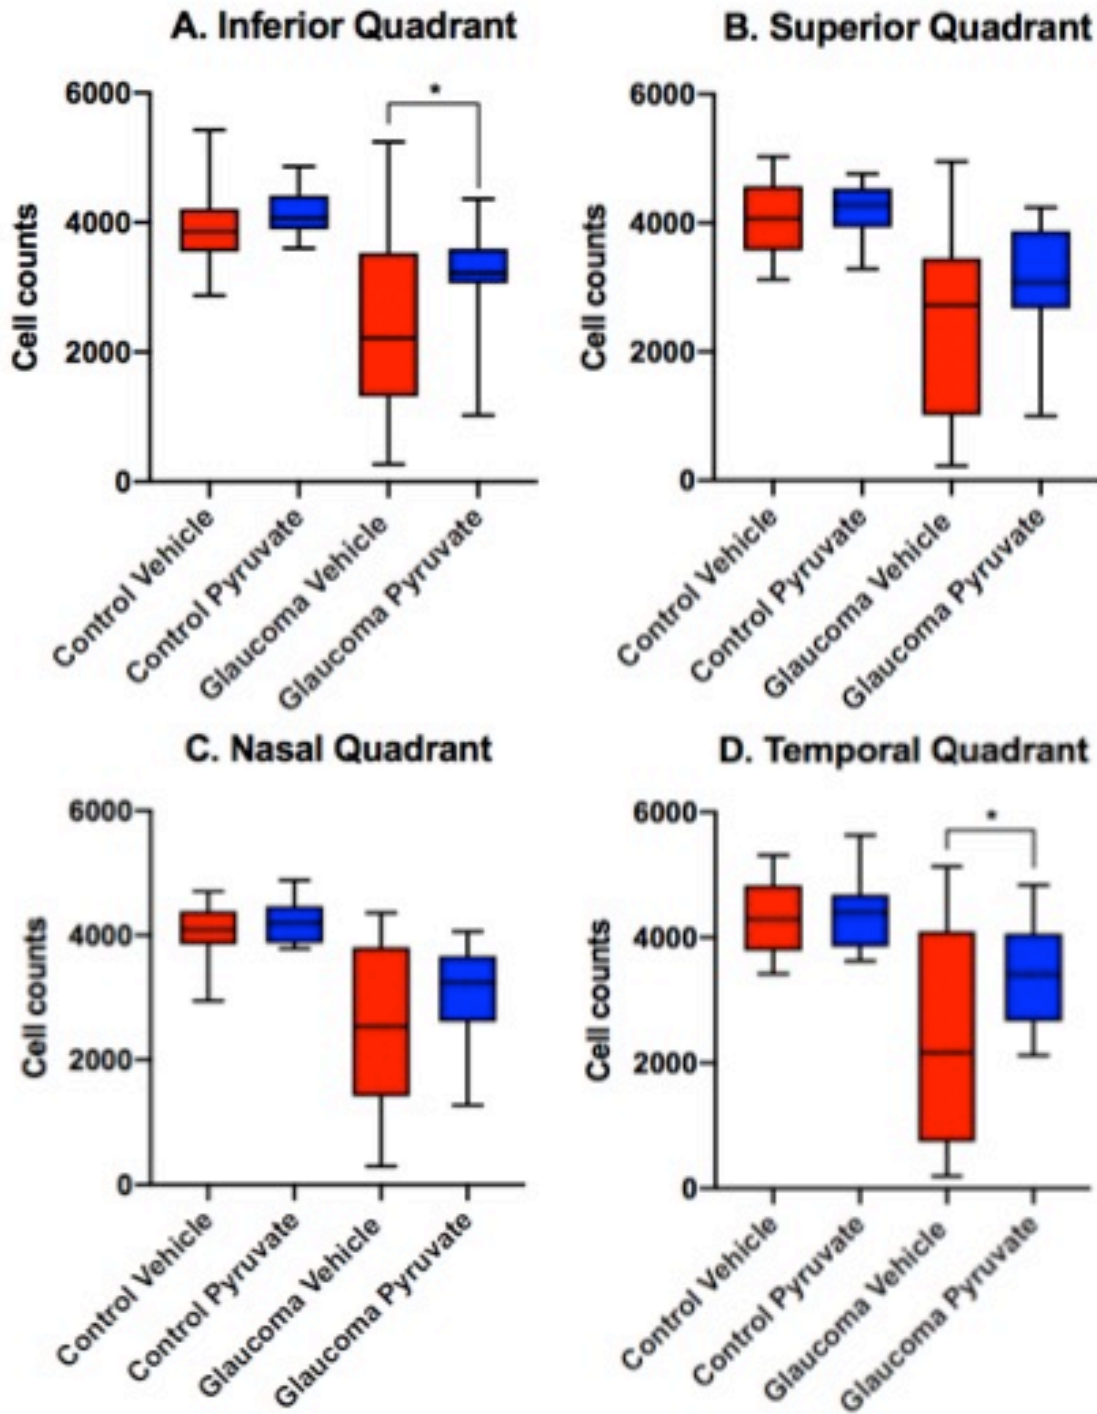 A. Inferior Quadrant
Cell counts
6000
4000
2000
0
*
Control Vehicle
Control Pyruvate
Glaucoma Vehicle
Glaucoma Pyruvate
B. Superior Quadrant
Cell counts
6000
4000
2000
0
Control Vehicle
Control Pyruvate
Glaucoma Vehicle
Glaucoma Pyruvate
C. Nasal Quadrant
Cell counts
6000
4000
2000
0
Control Vehicle
Control Pyruvate
Glaucoma Vehicle
Glaucoma Pyruvate
D. Temporal Quadrant
Cell counts
6000
4000
2000
0
*
Control Vehicle
Control Pyruvate
Glaucoma Vehicle
Glaucoma Pyruvate